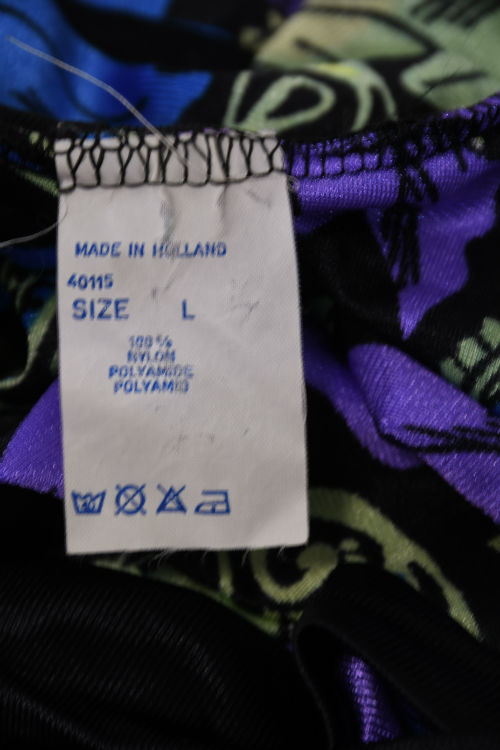 MADE IN HOLLAND
40115
SIZE L
100%
NYLON
POLYAMIDE
POLYAMID